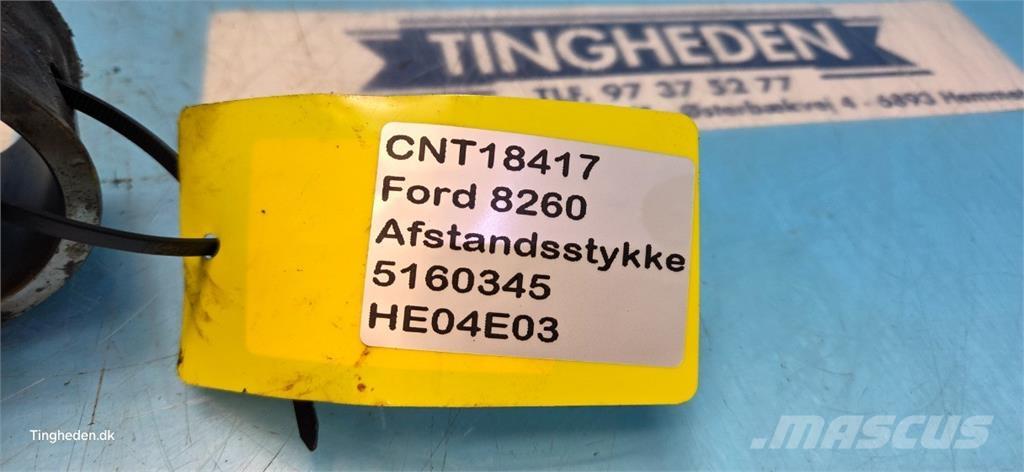 TINGHEDEN
TLF. 97 37 52 77
Østerbækvej 4 - 6893 Hemmet
CNT18417
Ford 8260
Afstandsstykke
5160345
HE04E03
Tingheden.dk
MASCUS